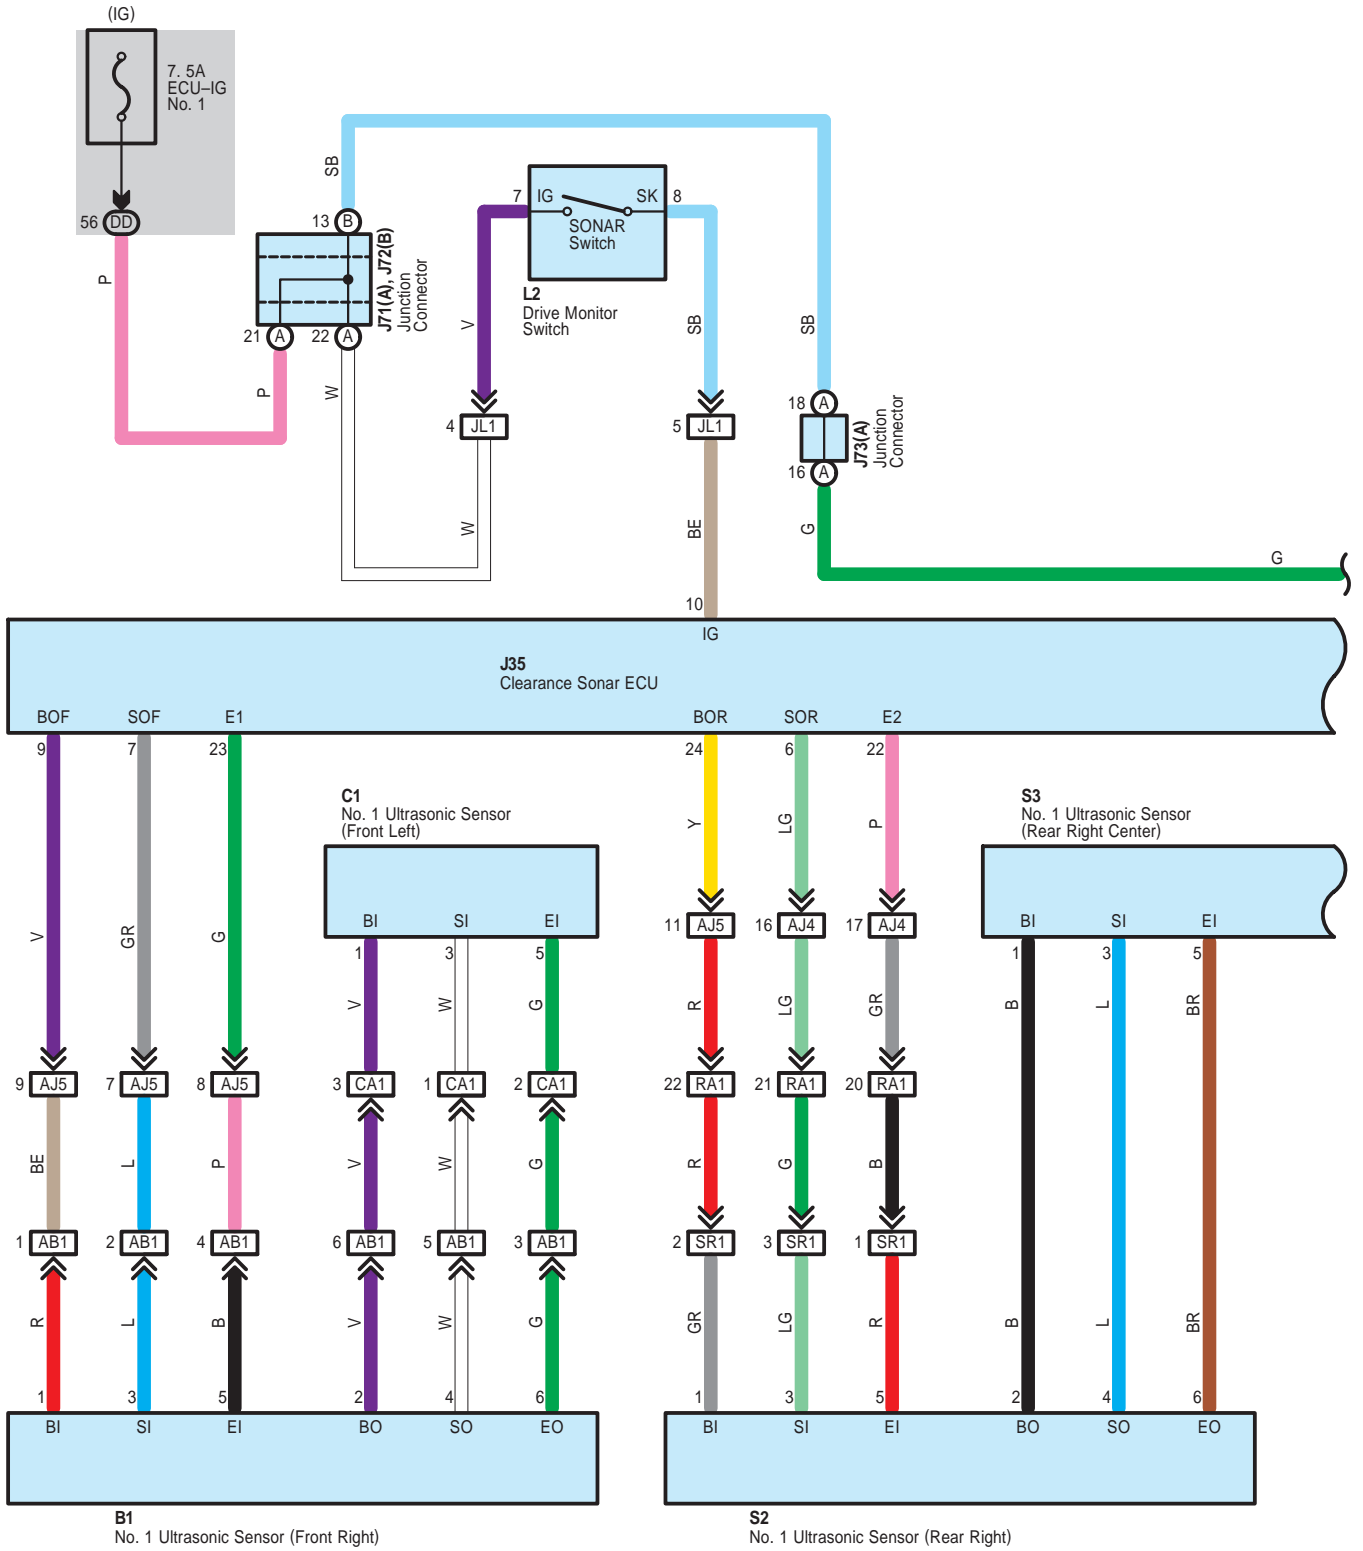 (IG)
7. 5A
ECU–IG
No. 1
56 DD
P
P
SB
13 B
J71(A), J72(B)
Junction
Connector
21 A
22 A
W
W
7 IG SK 8
SONAR
Switch
L2
Drive Monitor
Switch
V
SB
SB
4 JL1
5 JL1
18 A
J73(A)
Junction
Connector
16 A
BE
G
G
10
IG
J35
Clearance Sonar ECU
BOF SOF E1 BOR SOR E2
9 7 23 24 6 22
C1
No. 1 Ultrasonic Sensor
(Front Left)
S3
No. 1 Ultrasonic Sensor
(Rear Right Center)
Y LG P
BI SI EI
11 AJ5 16 AJ4 17 AJ4
BI SI EI
V GR G
1 3 5
1 3 5
V W G
R LG GR
B L BR
9 AJ5 7 AJ5 8 AJ5
3 CA1 1 CA1 2 CA1
22 RA1 21 RA1 20 RA1
BE L P
V W G
R G B
1 AB1 2 AB1 4 AB1
6 AB1 5 AB1 3 AB1
2 SR1 3 SR1 1 SR1
R L B
V W G
GR LG R
B L BR
1 3 5 2 4 6
1 3 5 2 4 6
BI SI EI BO SO EO
BI SI EI BO SO EO
B1
No. 1 Ultrasonic Sensor (Front Right)
S2
No. 1 Ultrasonic Sensor (Rear Right)